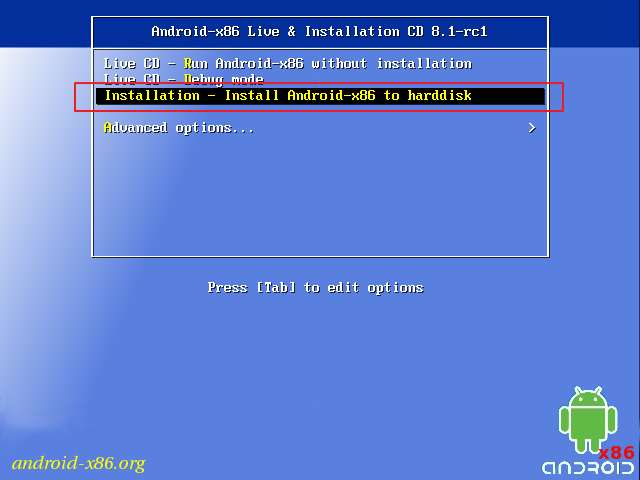 Android-x86 Live & Installation CD 8.1-rc1
Live CD - Run Android-x86 without installation
Live CD - Debug mode
Installation - Install Android-x86 to harddisk
Advanced options... >
Press [Tab] to edit options
android-x86.org
x86
ANDROID